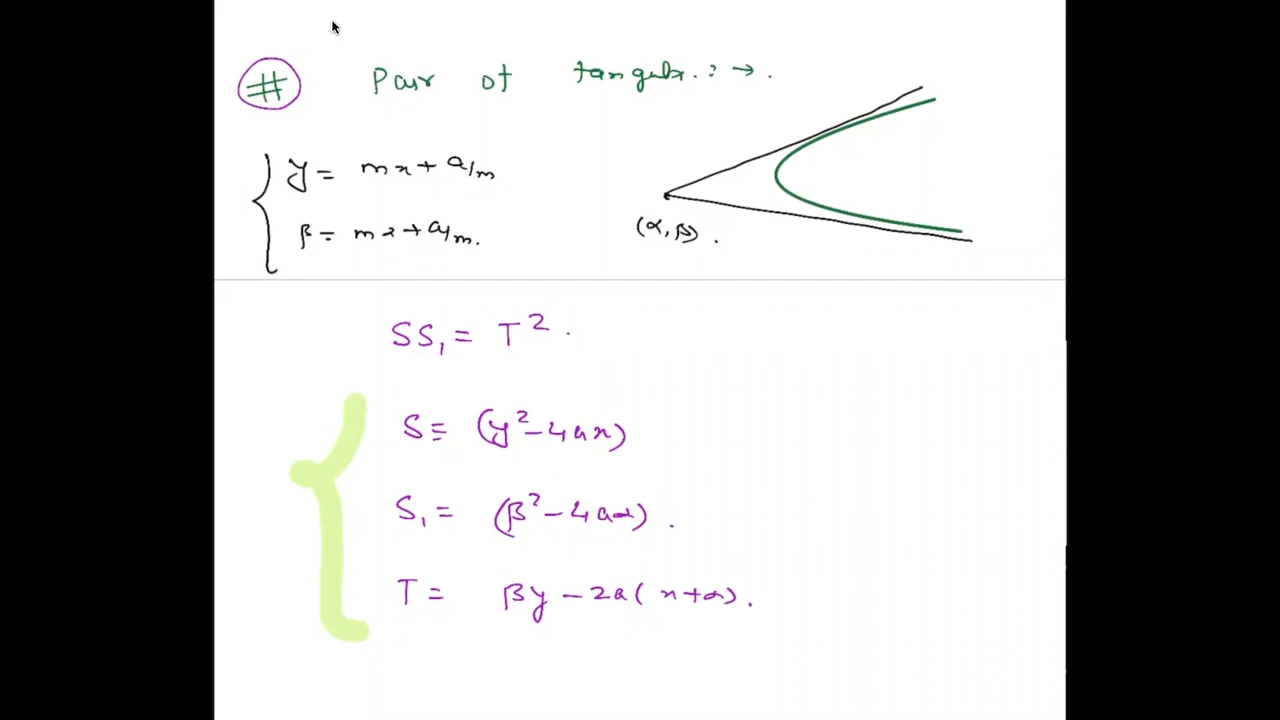 # Pair of tangents : →.
y = mx + a/m
β = mα + a/m.
(α, β).
SS₁ = T².
S ≡ (y² - 4ax)
S₁ = (β² - 4aα).
T = βy - 2a(x+α).